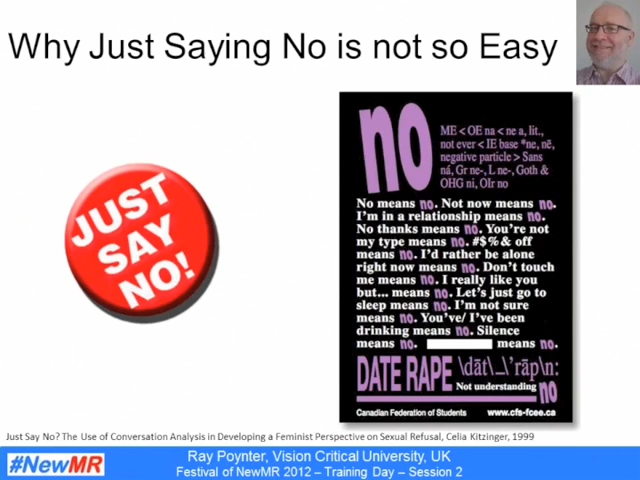 Why Just Saying No is not so Easy
JUST
SAY
NO!
no
ME < OE na < ne a, lit.,
not ever < IE base *ne, nē,
negative particle > Sans
ná, Gr ne-, L ne-, Goth &
OHG ni, OIr no
No means no. Not now means no.
I'm in a relationship means no.
No thanks means no. You're not
my type means no. #$%& off
means no. I'd rather be alone
right now means no. Don't touch
me means no. I really like you
but... means no. Let's just go to
sleep means no. I'm not sure
means no. You've/ I've been
drinking means no. Silence
means no. means no.
DATE RAPE \dāt\_\'rāp\n:
Not understanding no
Canadian Federation of Students www.cfs-fcee.ca
Just Say No? The Use of Conversation Analysis in Developing a Feminist Perspective on Sexual Refusal, Celia Kitzinger, 1999
#NewMR
Ray Poynter, Vision Critical University, UK
Festival of NewMR 2012 – Training Day – Session 2